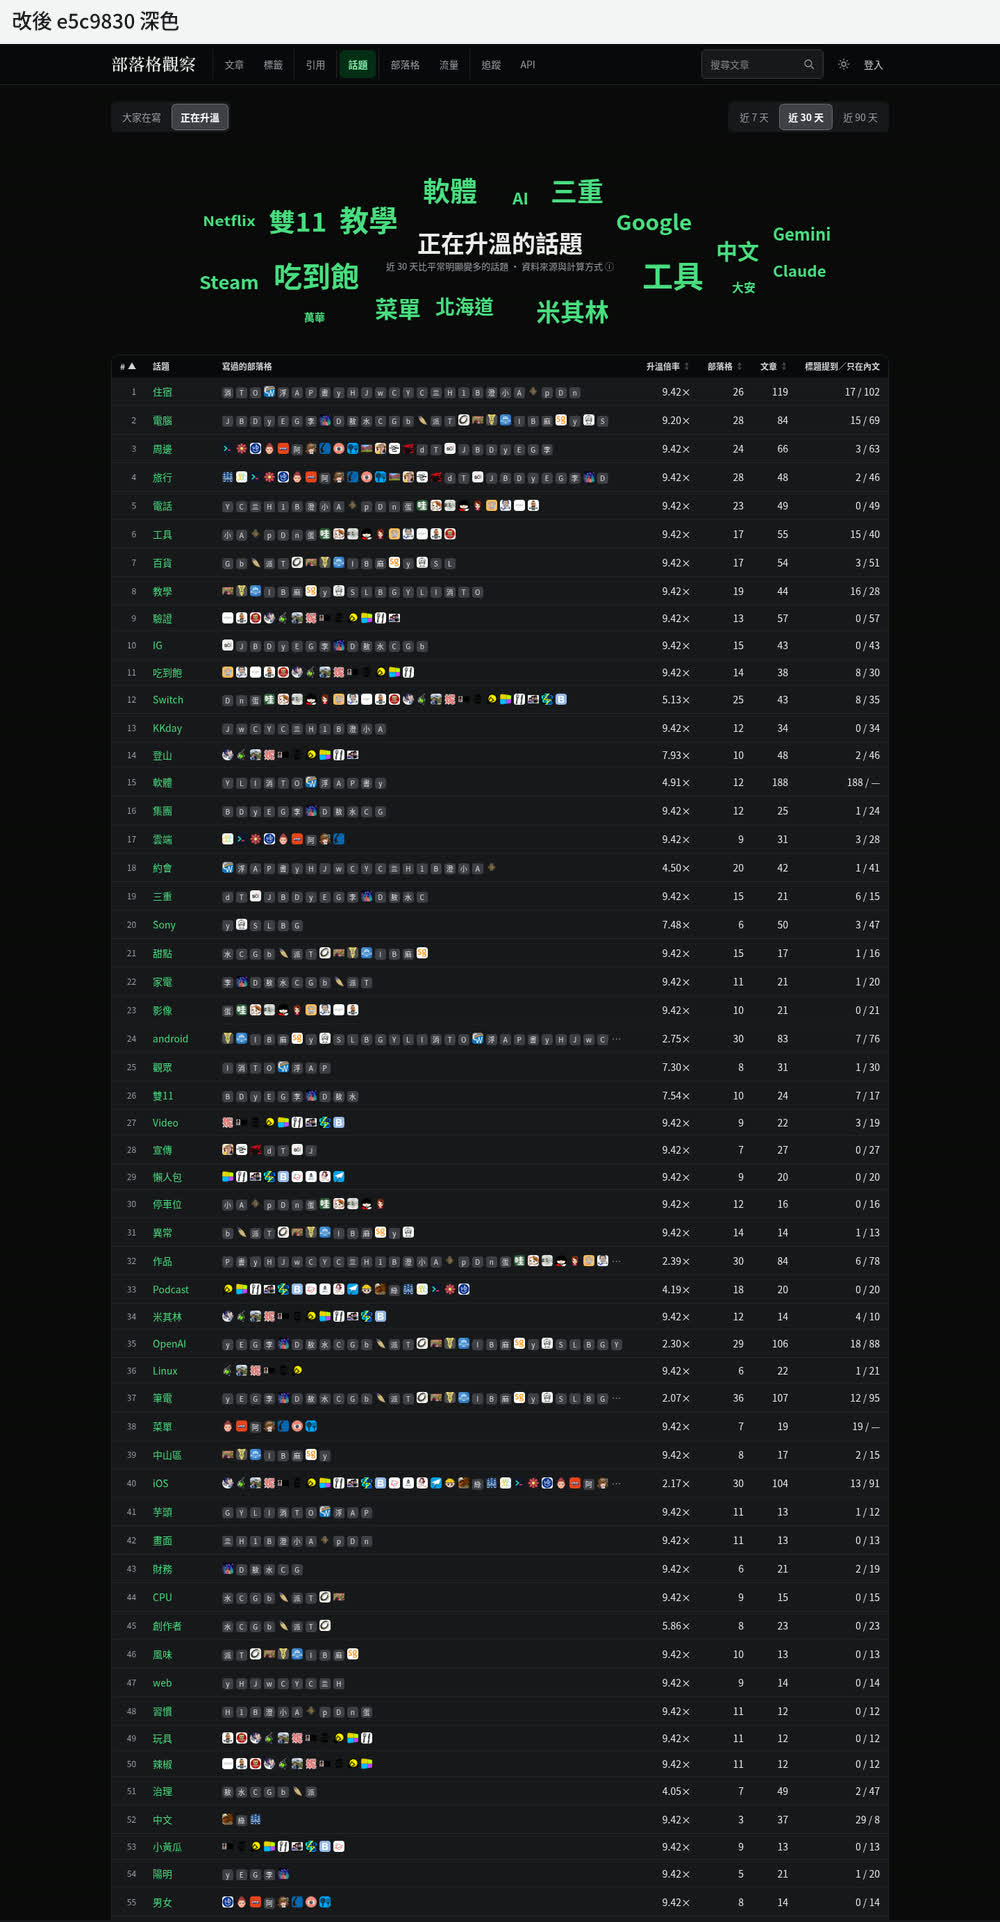 改後 e5c9830 深色
部落格觀察 文章 標籤 引用 話題 部落格 流量 追蹤 API 搜尋文章 登入
大家在寫 正在升溫 近 7 天 近 30 天 近 90 天
軟體 AI 三重
Netflix 雙11 教學 Google
正在升溫的話題 中文 Gemini
近 30 天比平常明顯變多的話題 · 資料來源與計算方式 ⓘ
Steam 吃到飽 工具 Claude
大安
萬華 菜單 北海道 米其林
# ▲ 話題 寫過的部落格 升溫倍率 部落格 文章 標題提到／只在內文
1 住宿 9.42× 26 119 17 / 102
2 電腦 9.20× 28 84 15 / 69
3 周邊 9.42× 24 66 3 / 63
4 旅行 9.42× 28 48 2 / 46
5 電話 9.42× 23 49 0 / 49
6 工具 9.42× 17 55 15 / 40
7 百貨 9.42× 17 54 3 / 51
8 教學 9.42× 19 44 16 / 28
9 驗證 9.42× 13 57 0 / 57
10 IG 9.42× 15 43 0 / 43
11 吃到飽 9.42× 14 38 8 / 30
12 Switch 5.13× 25 43 8 / 35
13 KKday 9.42× 12 34 0 / 34
14 登山 7.93× 10 48 2 / 46
15 軟體 4.91× 12 188 188 / —
16 集團 9.42× 12 25 1 / 24
17 雲端 9.42× 9 31 3 / 28
18 約會 4.50× 20 42 1 / 41
19 三重 9.42× 15 21 6 / 15
20 Sony 7.48× 6 50 3 / 47
21 甜點 9.42× 15 17 1 / 16
22 家電 9.42× 11 21 1 / 20
23 影像 9.42× 10 21 0 / 21
24 android 2.75× 30 83 7 / 76
25 觀眾 7.30× 8 31 1 / 30
26 雙11 7.54× 10 24 7 / 17
27 Video 9.42× 9 22 3 / 19
28 宣傳 9.42× 7 27 0 / 27
29 懶人包 9.42× 9 20 0 / 20
30 停車位 9.42× 12 16 0 / 16
31 異常 9.42× 14 14 1 / 13
32 作品 2.39× 30 84 6 / 78
33 Podcast 4.19× 18 20 0 / 20
34 米其林 9.42× 12 14 4 / 10
35 OpenAI 2.30× 29 106 18 / 88
36 Linux 9.42× 6 22 1 / 21
37 筆電 2.07× 36 107 12 / 95
38 菜單 9.42× 7 19 19 / —
39 中山區 9.42× 8 17 2 / 15
40 iOS 2.17× 30 104 13 / 91
41 芋頭 9.42× 11 13 1 / 12
42 畫面 9.42× 11 13 0 / 13
43 財務 9.42× 6 21 2 / 19
44 CPU 9.42× 9 15 0 / 15
45 創作者 5.86× 8 23 0 / 23
46 風味 9.42× 10 13 0 / 13
47 web 9.42× 9 14 0 / 14
48 習慣 9.42× 11 12 0 / 12
49 玩具 9.42× 11 12 0 / 12
50 辣椒 9.42× 11 12 0 / 12
51 治理 4.05× 7 49 2 / 47
52 中文 9.42× 3 37 29 / 8
53 小黃瓜 9.42× 9 13 0 / 13
54 陽明 9.42× 5 21 1 / 20
55 男女 9.42× 8 14 0 / 14